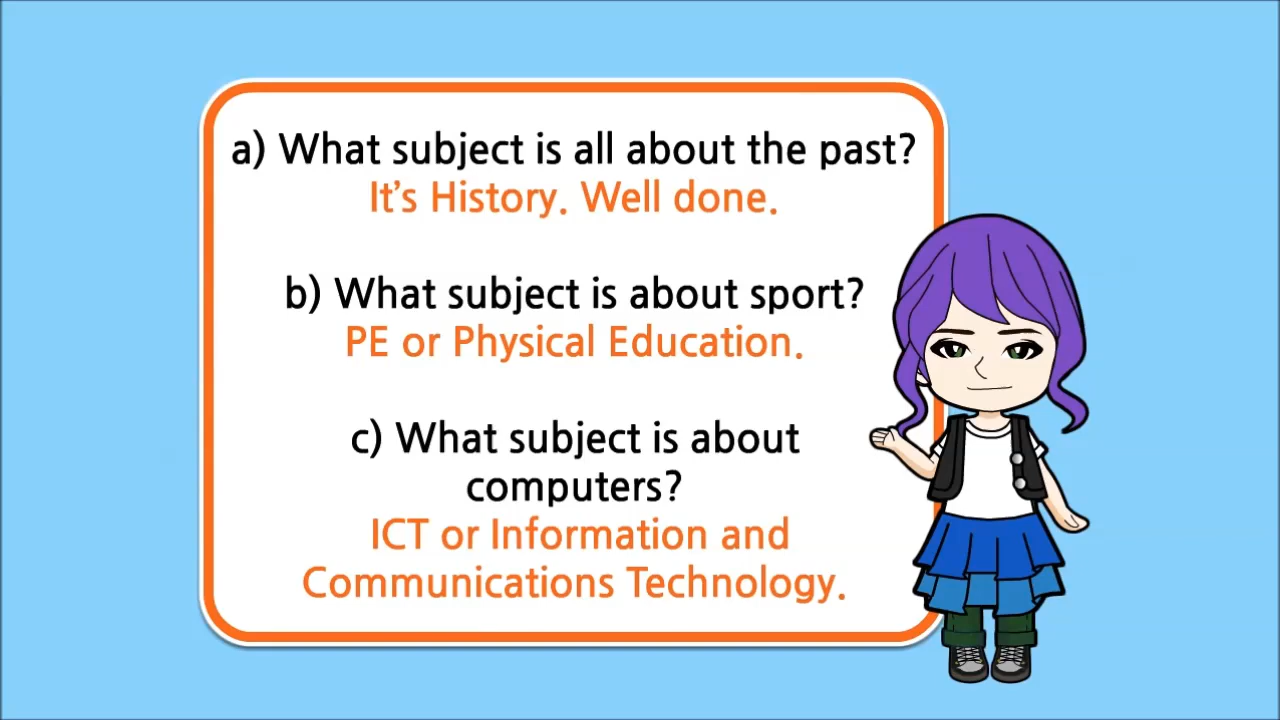 a) What subject is all about the past?
It’s History. Well done.
b) What subject is about sport?
PE or Physical Education.
c) What subject is about
computers?
ICT or Information and
Communications Technology.